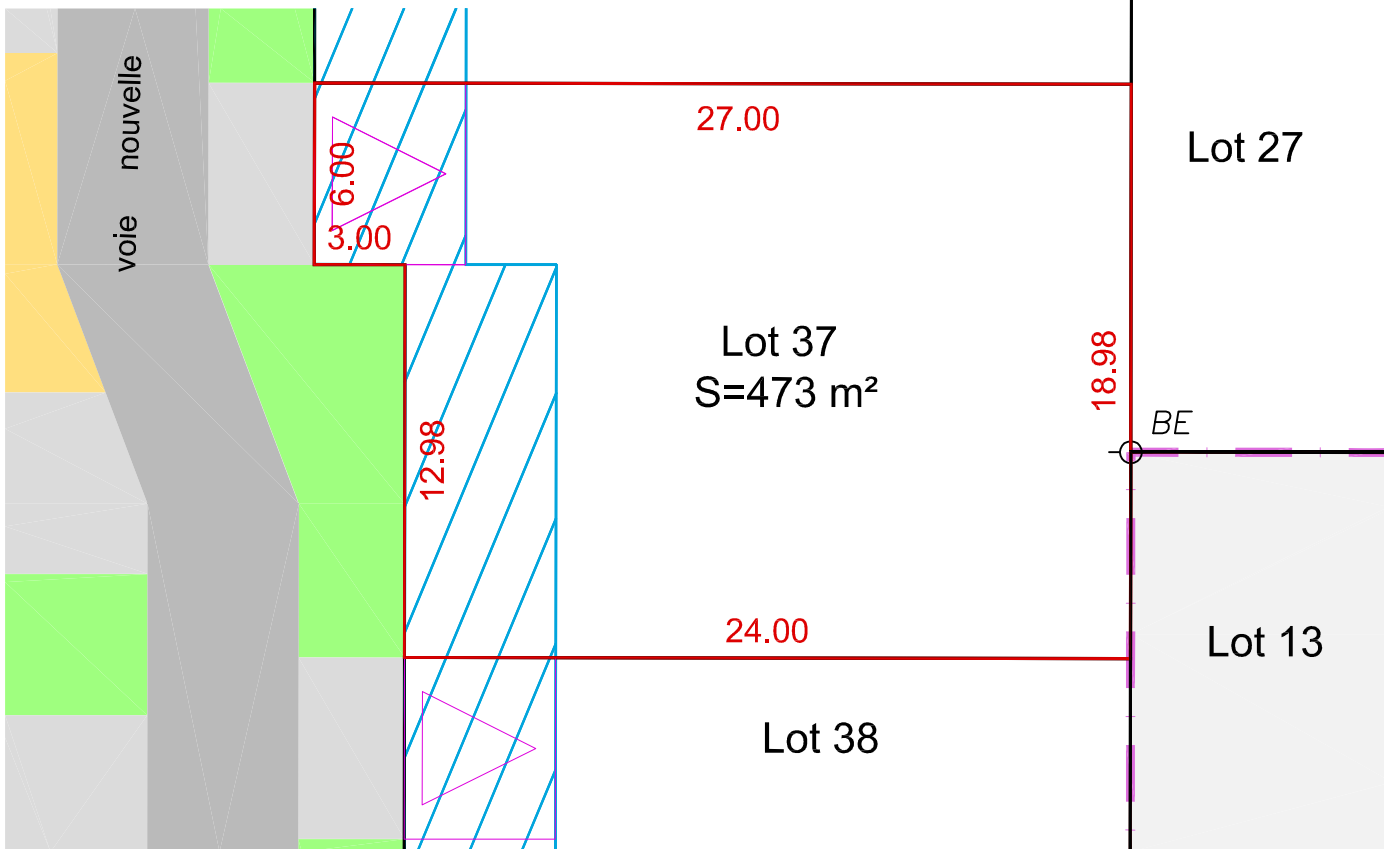 voie nouvelle
27.00
Lot 27
6.00
3.00
Lot 37
S=473 m²
18.98
BE
12.98
24.00
Lot 13
Lot 38